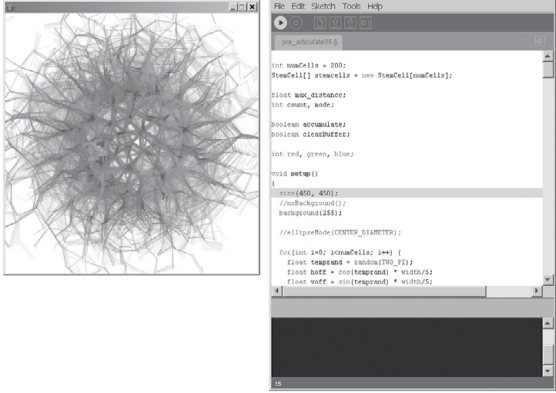 File Edit Sketch Tools Help
pre_articulate06 §
int numCells = 200;
StemCell[] stemcells = new StemCell[numCells];
float max_distance;
int count, mode;
boolean accumulate;
boolean clearBuffer;
int red, green, blue;
void setup()
{
size(450, 450);
//noBackground();
background(255);
//ellipseMode(CENTER_DIAMETER);
for(int i=0; i<numCells; i++) {
float temprand = random(TWO_PI);
float hoff = cos(temprand) * width/5;
float voff = sin(temprand) * width/5;
15